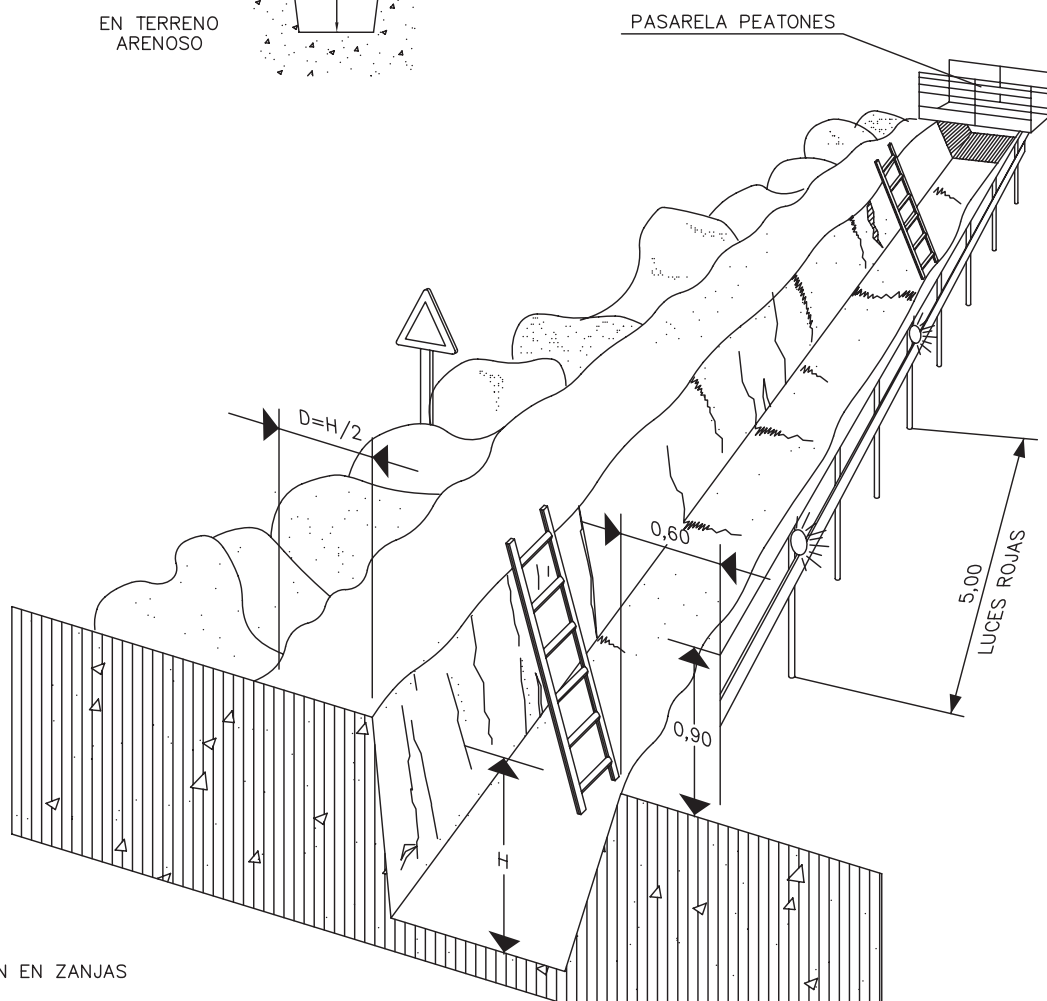 EN TERRENO
ARENOSO
PASARELA PEATONES
D=H/2
0,60
5,00
LUCES ROJAS
0,90
H
EN ZANJAS